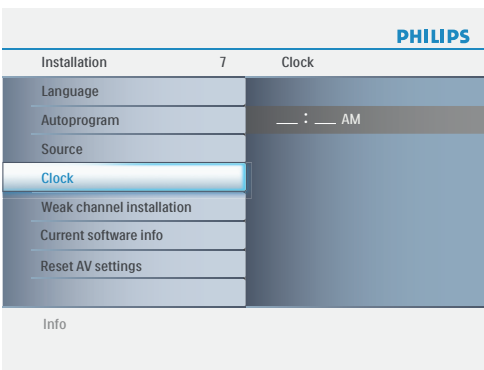 PHILIPS
Installation 7 Clock
Language
Autoprogram
__ : __ AM
Source
Clock
Weak channel installation
Current software info
Reset AV settings
Info